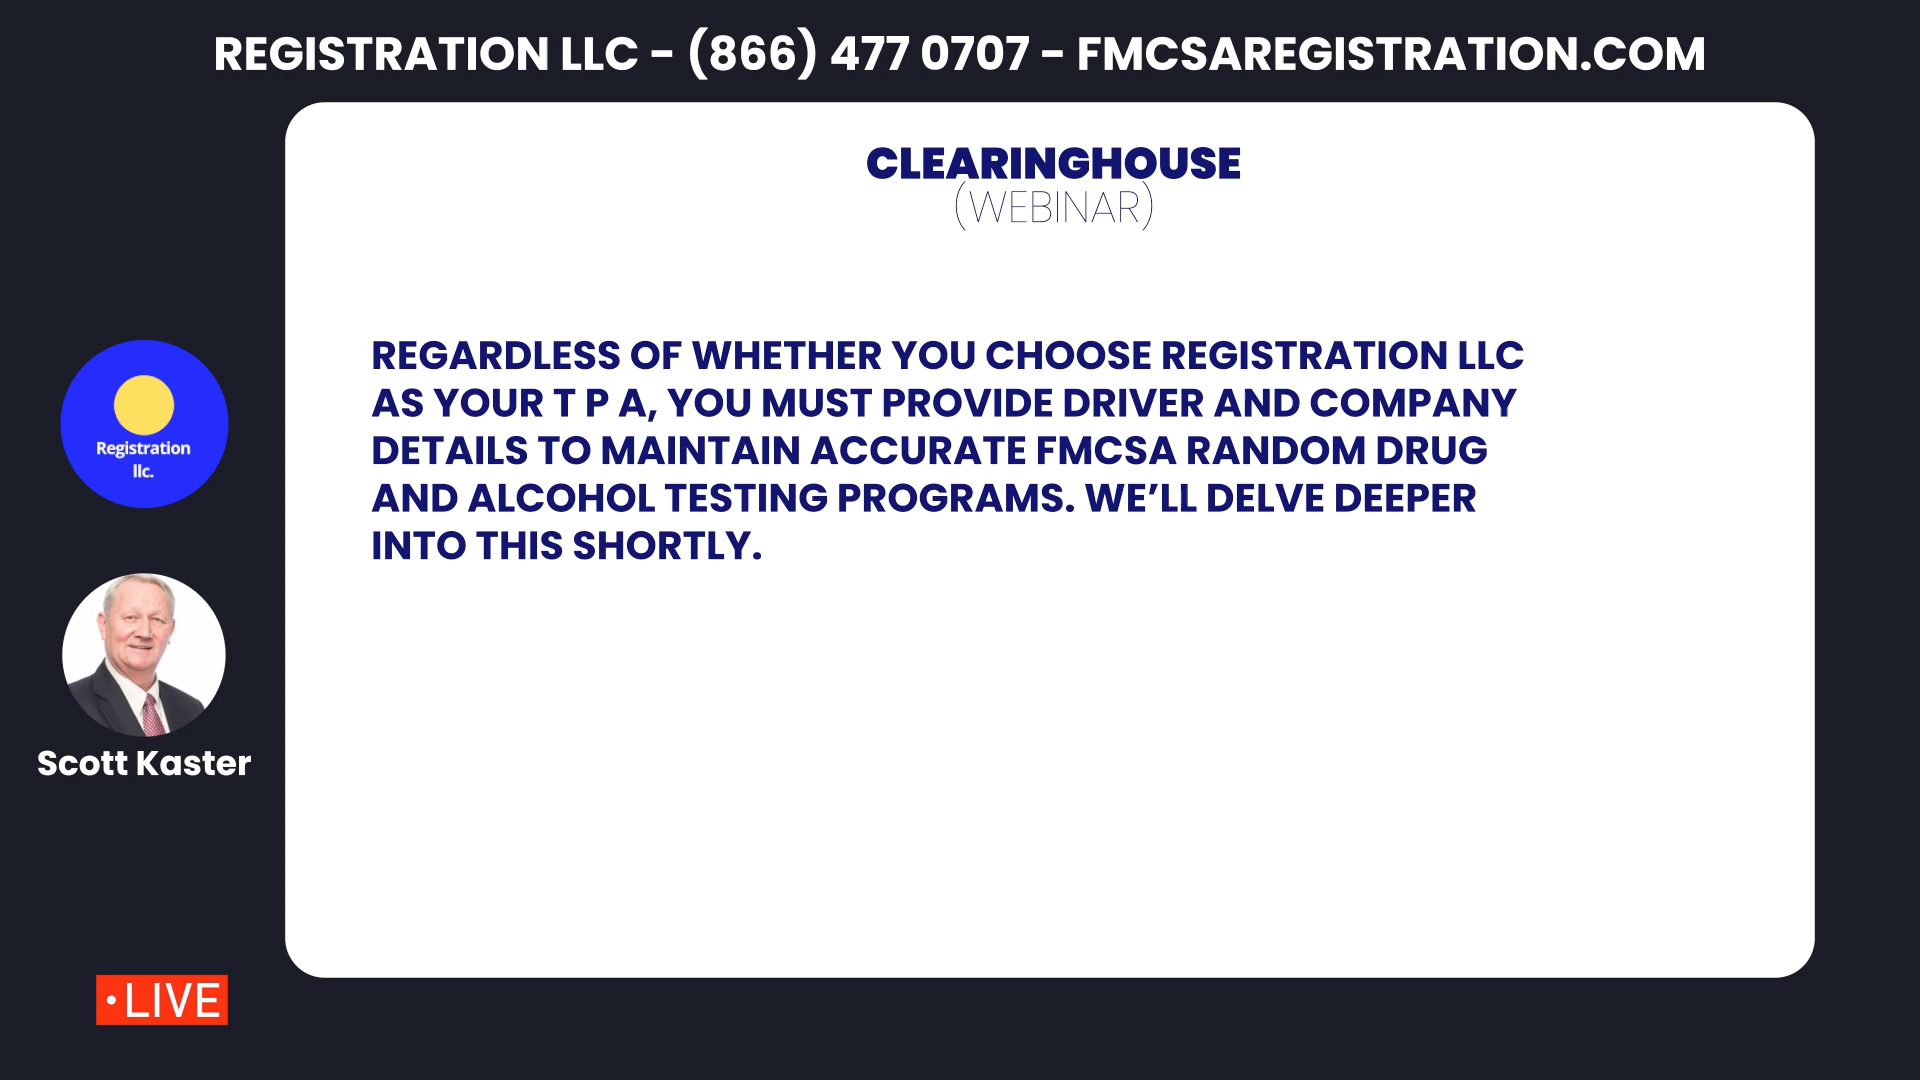 REGISTRATION LLC - (866) 477 0707 - FMCSAREGISTRATION.COM
CLEARINGHOUSE
(WEBINAR)
REGARDLESS OF WHETHER YOU CHOOSE REGISTRATION LLC
AS YOUR T P A, YOU MUST PROVIDE DRIVER AND COMPANY
DETAILS TO MAINTAIN ACCURATE FMCSA RANDOM DRUG
AND ALCOHOL TESTING PROGRAMS. WE’LL DELVE DEEPER
INTO THIS SHORTLY.
Registration
llc.
Scott Kaster
• LIVE